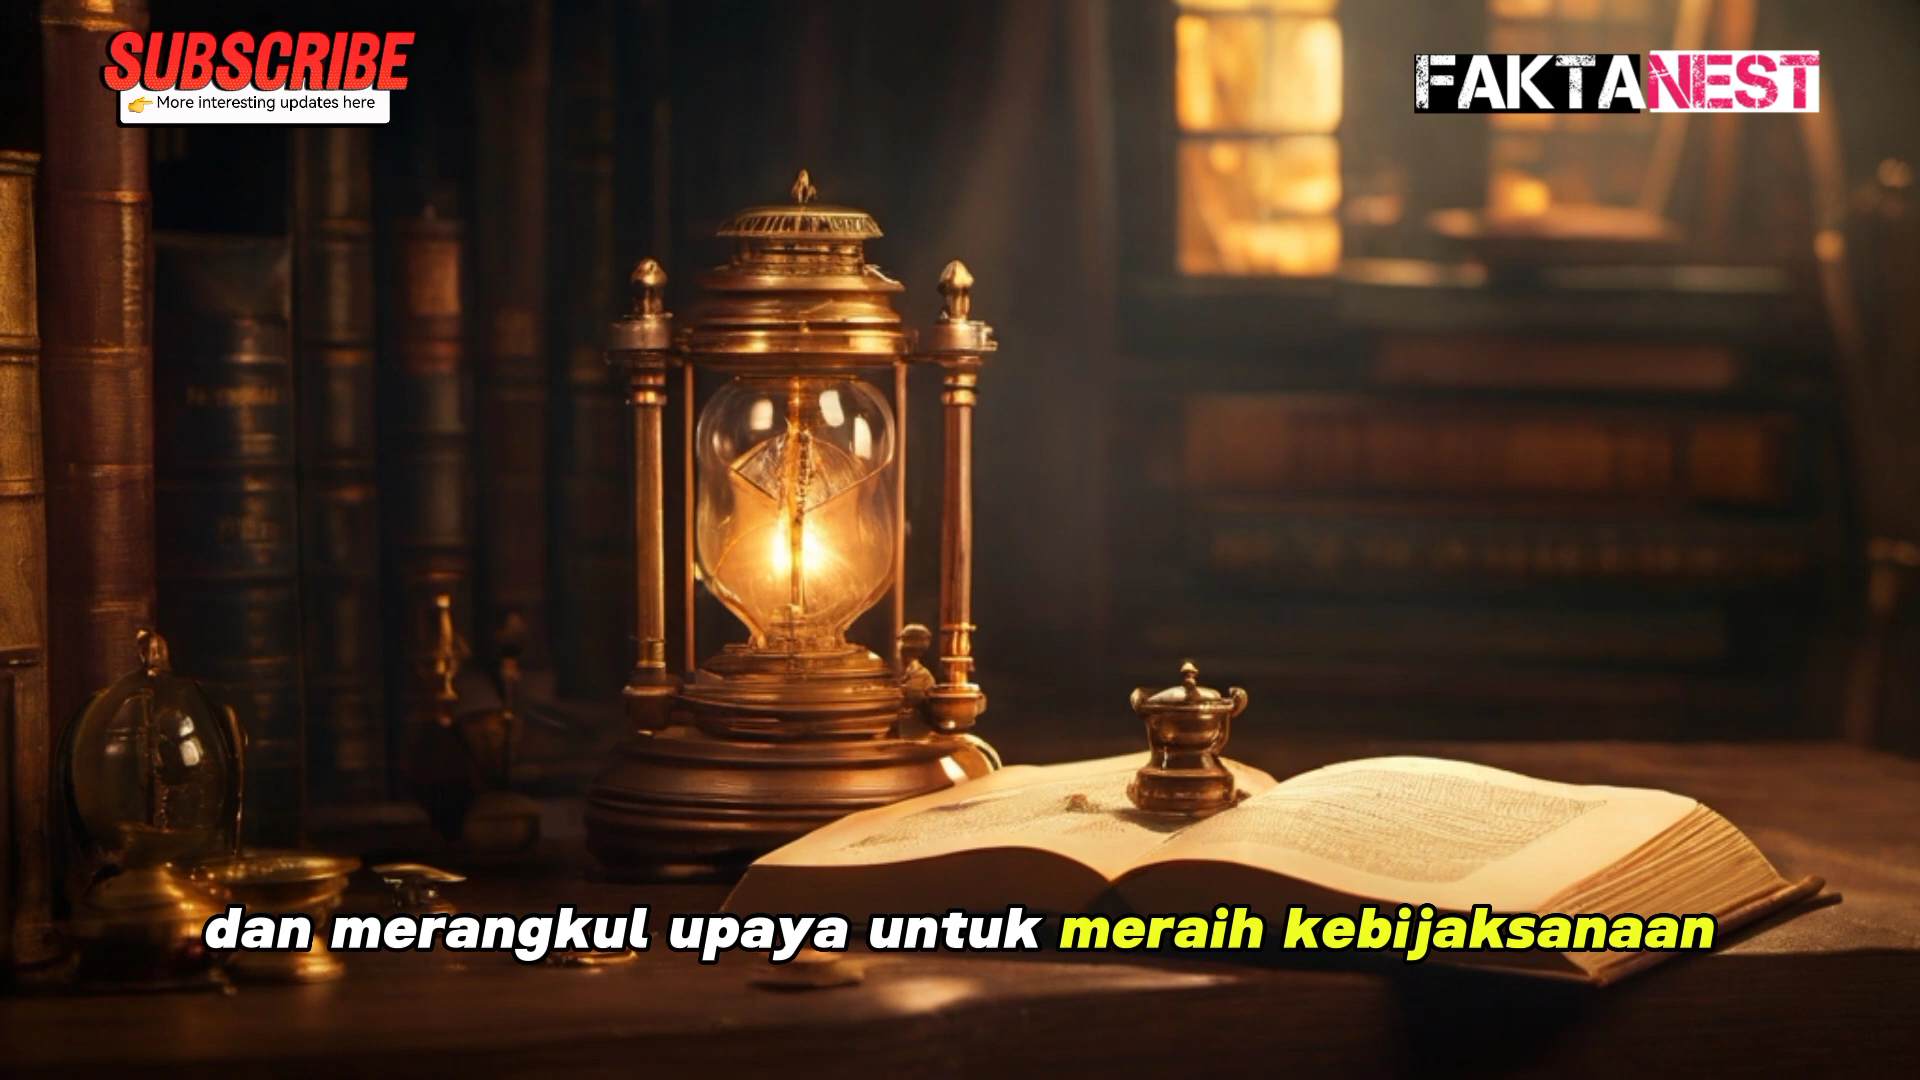 SUBSCRIBE
👉 More interesting updates here
FAKTANEST
dan merangkul upaya untuk meraih kebijaksanaan